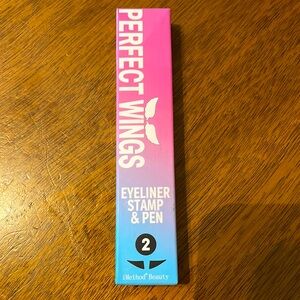 PERFECT WINGS
EYELINER
STAMP
& PEN
2
iMethod® Beauty